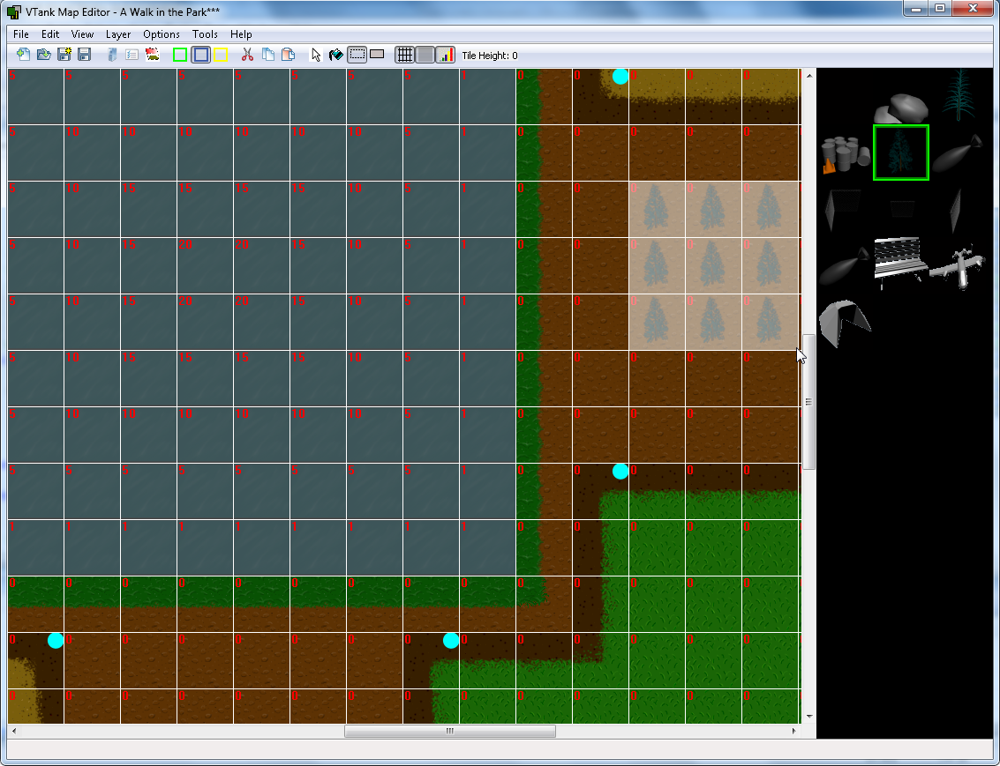 VTank Map Editor - A Walk in the Park***
File Edit View Layer Options Tools Help
Tile Height: 0
5 5 5 5 5 5 5 5 1 0 0 0 0 0
5 10 10 10 10 10 10 5 1 0 0 0 0 0
5 10 15 15 15 15 10 5 1 0 0 0 0 0
5 10 15 20 20 15 10 5 1 0 0 0 0 0
5 10 15 20 20 15 10 5 1 0 0 0 0 0
5 10 15 15 15 15 10 5 1 0 0 0 0 0
5 10 10 10 10 10 10 5 1 0 0 0 0 0
5 5 5 5 5 5 5 5 1 0 0 0 0 0
1 1 1 1 1 1 1 1 1 0 0 0 0 0
0 0 0 0 0 0 0 0 0 0 0 0 0 0
0 0 0 0 0 0 0 0 0 0 0 0 0 0
0 0 0 0 0 0 0 0 0 0 0 0 0 0